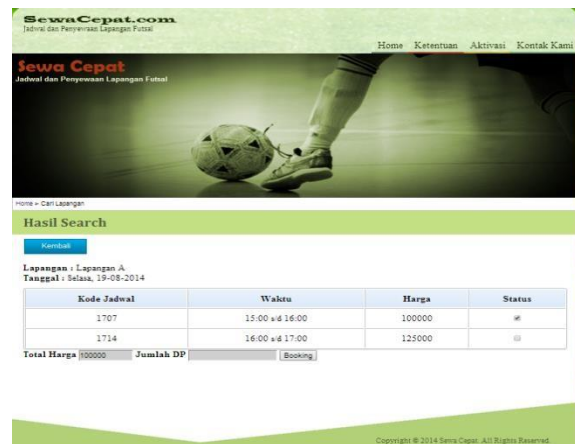 SewaCepat.com
Jadwal dan Penyewaan Lapangan Futsal
Home Ketentuan Aktivasi Kontak Kami
Sewa Cepat
Jadwal dan Penyewaan Lapangan Futsal
Home » Cari Lapangan
Hasil Search
Kembali
Lapangan : Lapangan A
Tanggal : Selasa, 19-08-2014
Kode Jadwal Waktu Harga Status
1707 15:00 s/d 16:00 100000
1714 16:00 s/d 17:00 125000
Total Harga 100000 Jumlah DP Booking
Copyright © 2014 Sewa Cepat. All Rights Reserved.